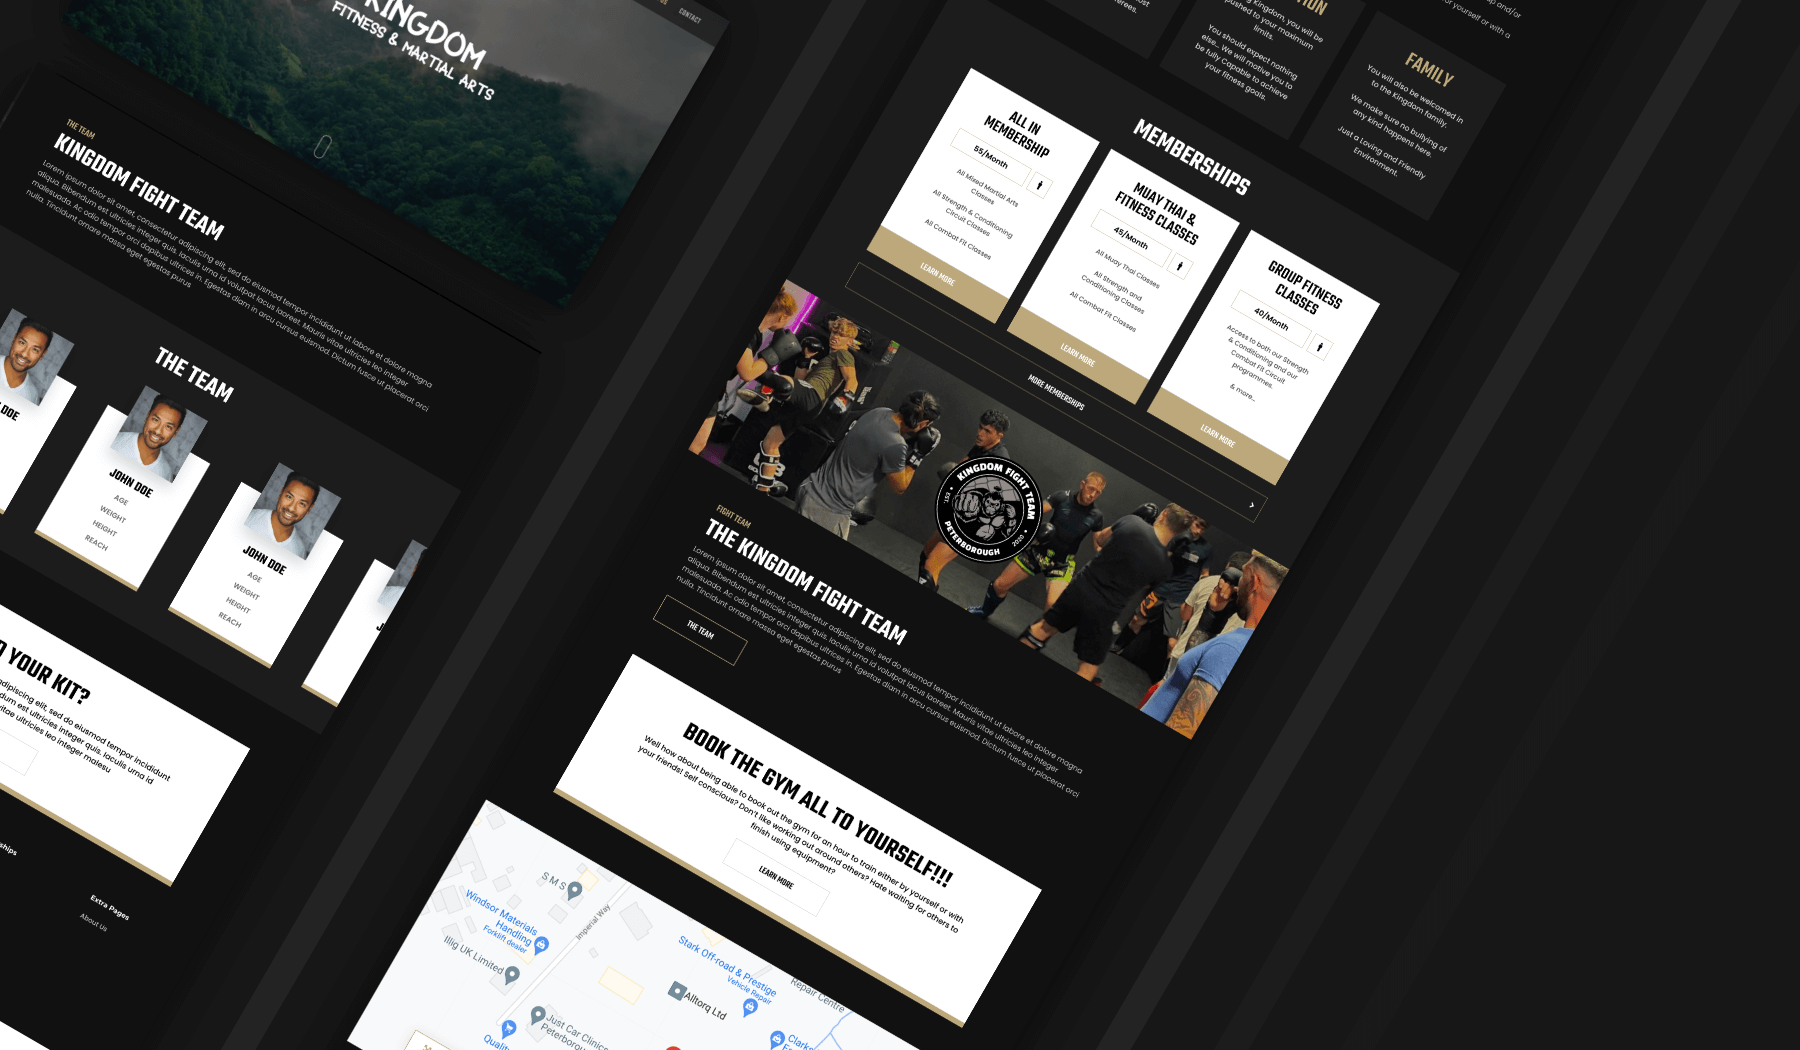 CONTACT
KINGDOM
FITNESS & MARTIAL ARTS
THE TEAM
KINGDOM FIGHT TEAM
Lorem ipsum dolor sit amet, consectetur adipiscing elit, sed do eiusmod tempor incididunt ut labore et dolore magna
aliqua. Bibendum est ultricies integer quis. Iaculis urna id volutpat lacus laoreet. Mauris vitae ultricies leo integer
malesuada. Ac odio tempor orci dapibus ultrices in. Egestas diam in arcu cursus euismod. Dictum fusce ut placerat orci
nulla. Tincidunt ornare massa eget egestas purus
THE TEAM
DOE
JOHN DOE
AGE
WEIGHT
HEIGHT
REACH
JOHN DOE
AGE
WEIGHT
HEIGHT
REACH
YOUR KIT?
adipiscing elit, sed do eiusmod tempor incididunt
est ultricies integer quis. Iaculis urna id
vitae ultricies leo integer malesu
Extra Pages
About Us
kingdom, you will be
pushed to your maximum
limits.
You should expect nothing
else... We will motive you to
be fully Capable to achieve
your fitness goals.
FAMILY
You will also be welcomed in
to the Kingdom family.
We make sure no bullying of
any kind happens here.
Just a Loving and Friendly
Environment.
and/or
yourself or with a
MEMBERSHIPS
ALL IN
MEMBERSHIP
55/Month
All Mixed Martial Arts
Classes
All Strength & Conditioning
Circuit Classes
All Combat Fit Classes
LEARN MORE
MUAY THAI &
FITNESS CLASSES
45/Month
All Muay Thai Classes
All Strength and
Conditioning Classes
All Combat Fit Classes
LEARN MORE
GROUP FITNESS
CLASSES
40/Month
Access to both our Strength
& Conditioning and our
Combat Fit Circuit
programmes.
& more...
LEARN MORE
MORE MEMBERSHIPS
KINGDOM FIGHT TEAM
EST.
2020
PETERBOROUGH
FIGHT TEAM
THE KINGDOM FIGHT TEAM
Lorem ipsum dolor sit amet, consectetur adipiscing elit, sed do eiusmod tempor incididunt ut labore et dolore magna
aliqua. Bibendum est ultricies integer quis. Iaculis urna id volutpat lacus laoreet. Mauris vitae ultricies leo integer
malesuada. Ac odio tempor orci dapibus ultrices in. Egestas diam in arcu cursus euismod. Dictum fusce ut placerat orci
nulla. Tincidunt ornare massa eget egestas purus
THE TEAM
BOOK THE GYM ALL TO YOURSELF!!!
Well how about being able to book out the gym for an hour to train either by yourself or with
your friends! Self conscious? Don't like working out around others? Hate waiting for others to
finish using equipment?
LEARN MORE
S M S
Windsor Materials
Handling
Forklift dealer
Illig UK Limited
Imperial Way
Stark Off-road & Prestige
Vehicle Repair
Repair Centre
Alltorq Ltd
Just Car Clinics